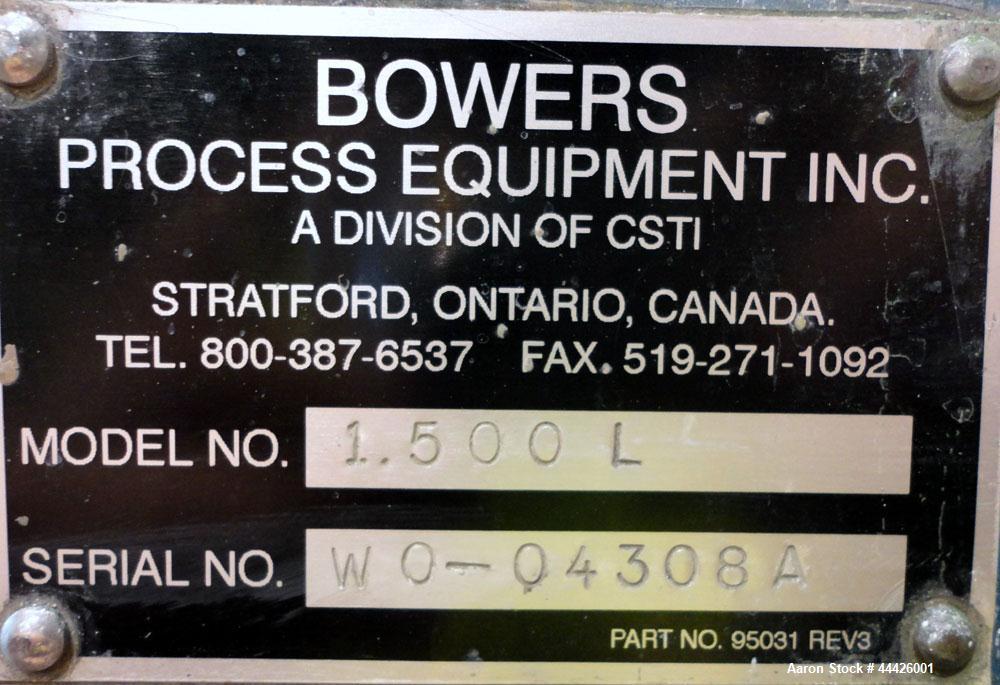 BOWERS
PROCESS EQUIPMENT INC.
A DIVISION OF CSTI
STRATFORD, ONTARIO, CANADA.
TEL. 800-387-6537 FAX. 519-271-1092
MODEL NO. 1.500 L
SERIAL NO. WO-04308A
PART NO. 95031 REV3
Aaron Stock # 44426001